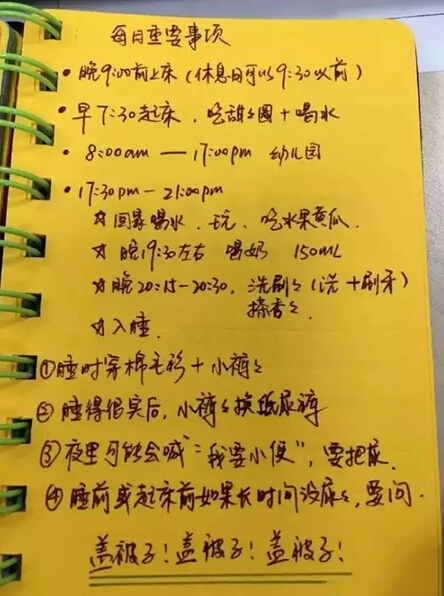 每日重要事项
• 晚9:00前上床（休息日可以9:30以前）
• 早7:30起床，吃甜甜圈+喝水
• 8:00am — 17:00pm 幼儿园
• 17:30pm — 21:00pm
☆ 回家喝水、玩、吃水果黄瓜.
☆ 晚19:30左右 喝奶 150ML
☆ 晚20:15-20:30, 洗刷刷（洗+刷牙）
搽香香.
☆ 入睡.
① 睡时穿棉毛衫+小裤裤
② 睡得很实后, 小裤裤换纸尿裤
③ 夜里可能会喊“我要小便”, 要把尿.
④ 睡前或起床前如果长时间没尿尿, 要问.
盖被子! 盖被子! 盖被子!